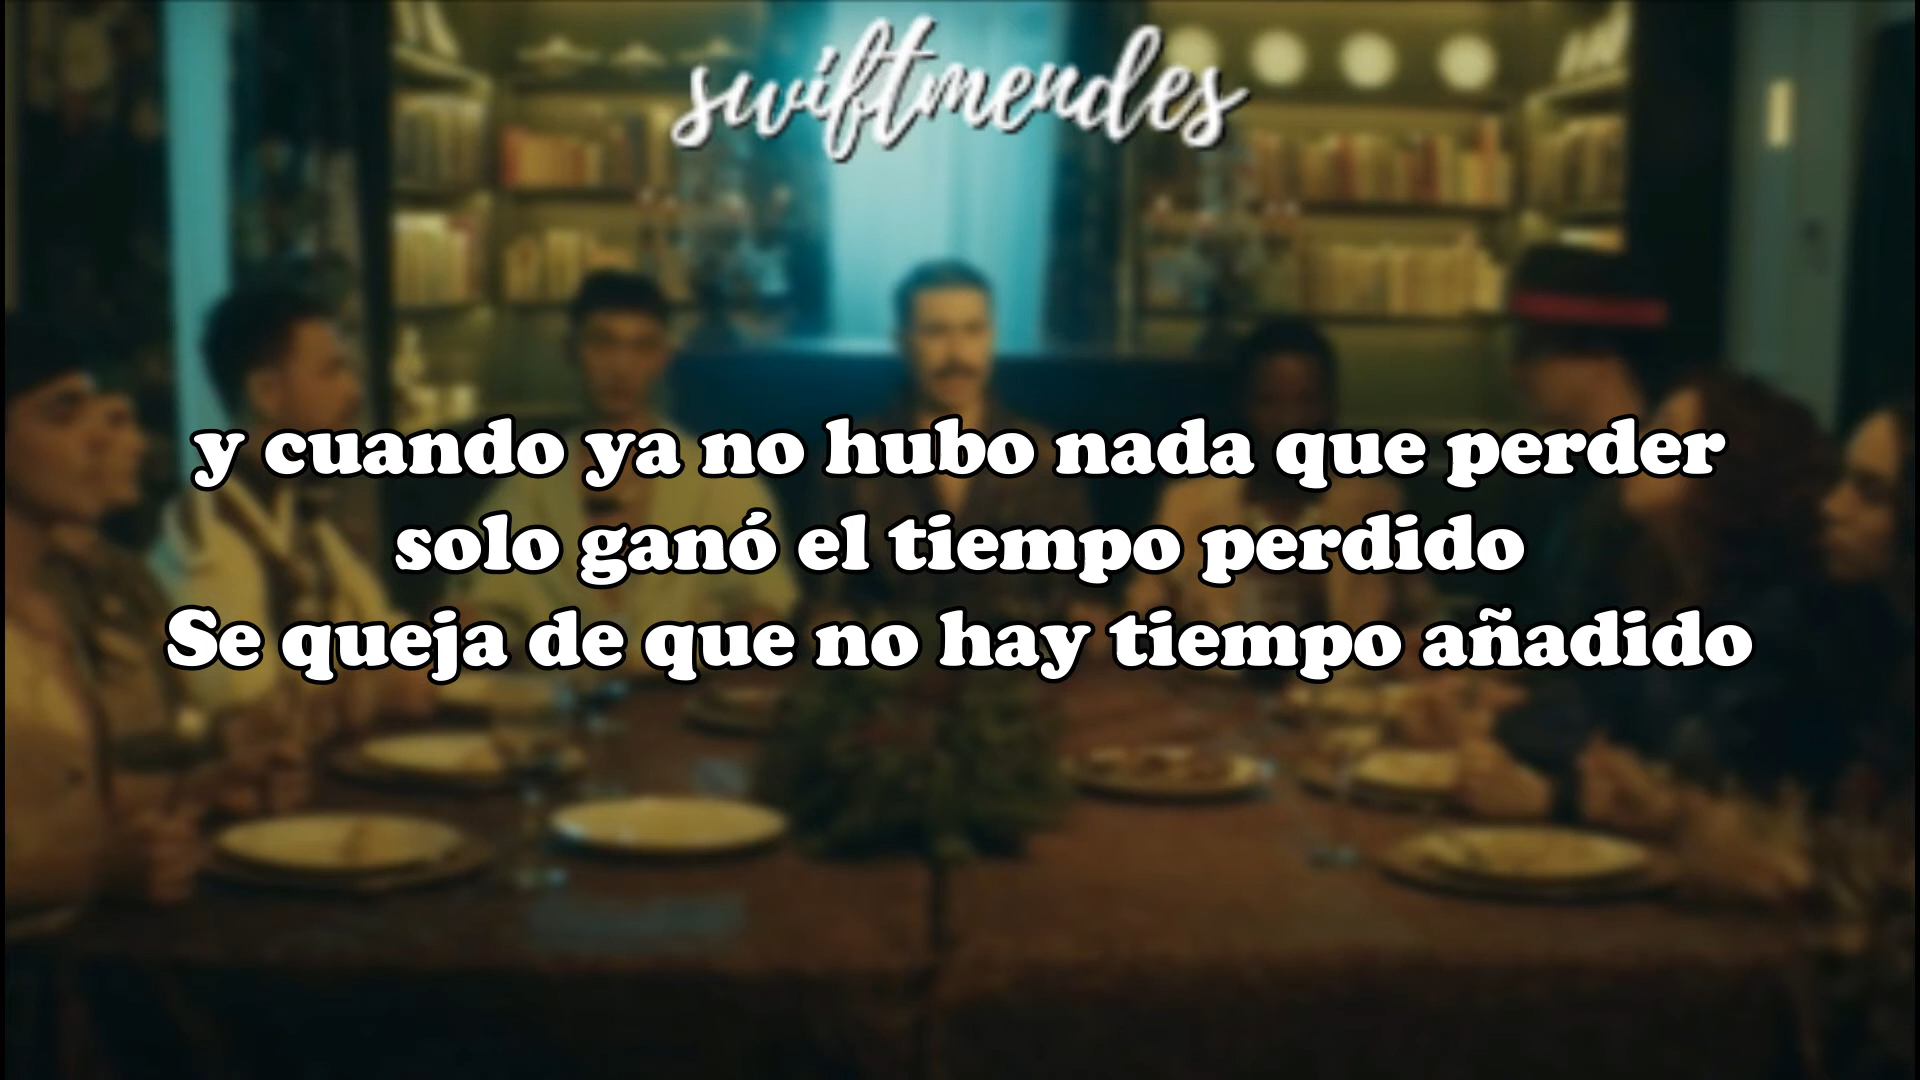 swiftmendes
y cuando ya no hubo nada que perder
solo ganó el tiempo perdido
Se queja de que no hay tiempo añadido